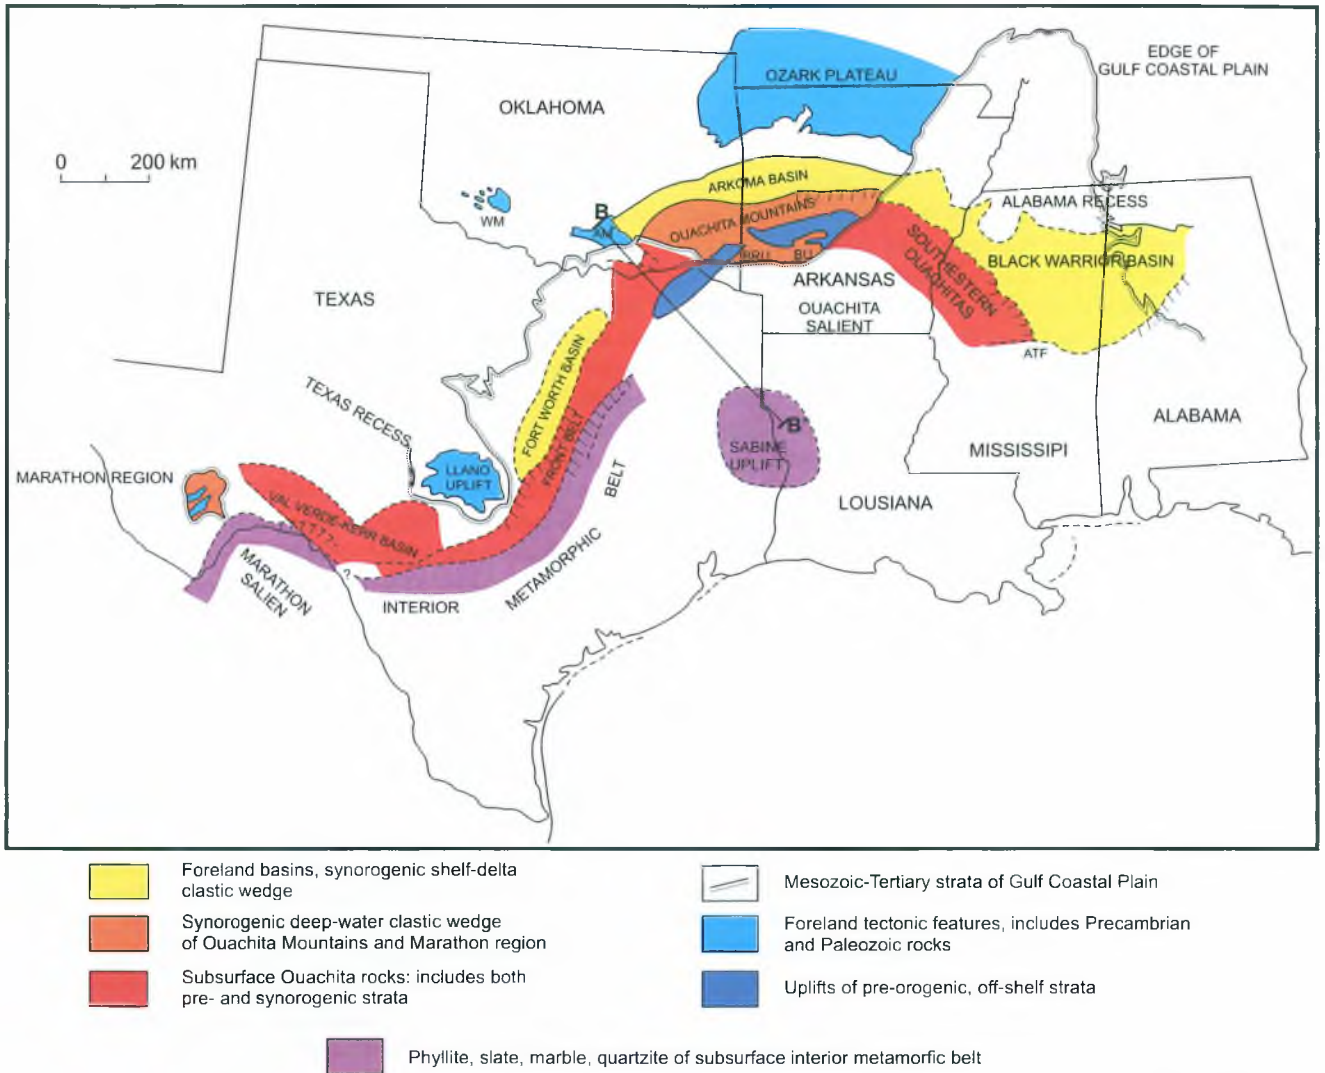 EDGE OF
GULF COASTAL PLAIN
OZARK PLATEAU
OKLAHOMA
0 200 km
ARKOMA BASIN
WM
B
AM
OUACHITA MOUNTAINS
ALABAMA RECESS
BRU
BU
SOUTHESTERN
OUACHITAS
BLACK WARRIOR BASIN
ARKANSAS
OUACHITA
SALIENT
TEXAS
ATF
FORT WORTH BASIN
TEXAS RECESS
FRONT BELT
B'
SABINE
UPLIFT
ALABAMA
MISSISSIPI
LOUSIANA
MARATHON REGION
LLANO
UPLIFT
VAL VERDE-KERR BASIN
????
?
MARATHON
SALIEN
INTERIOR
METAMORPHIC
BELT
Foreland basins, synorogenic shelf-delta
clastic wedge
Synorogenic deep-water clastic wedge
of Ouachita Mountains and Marathon region
Subsurface Ouachita rocks: includes both
pre- and synorogenic strata
Mesozoic-Tertiary strata of Gulf Coastal Plain
Foreland tectonic features, includes Precambrian
and Paleozoic rocks
Uplifts of pre-orogenic, off-shelf strata
Phyllite, slate, marble, quartzite of subsurface interior metamorfic belt